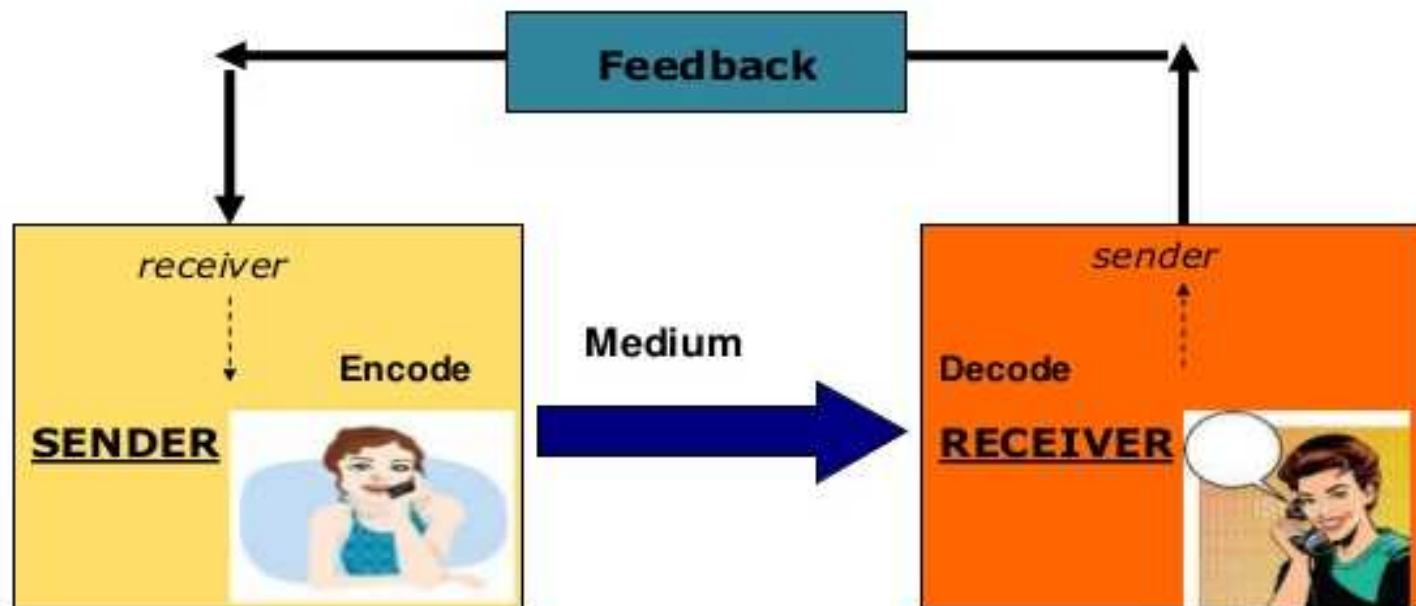 Feedback
receiver
sender
Medium
Encode
Decode
SENDER
RECEIVER